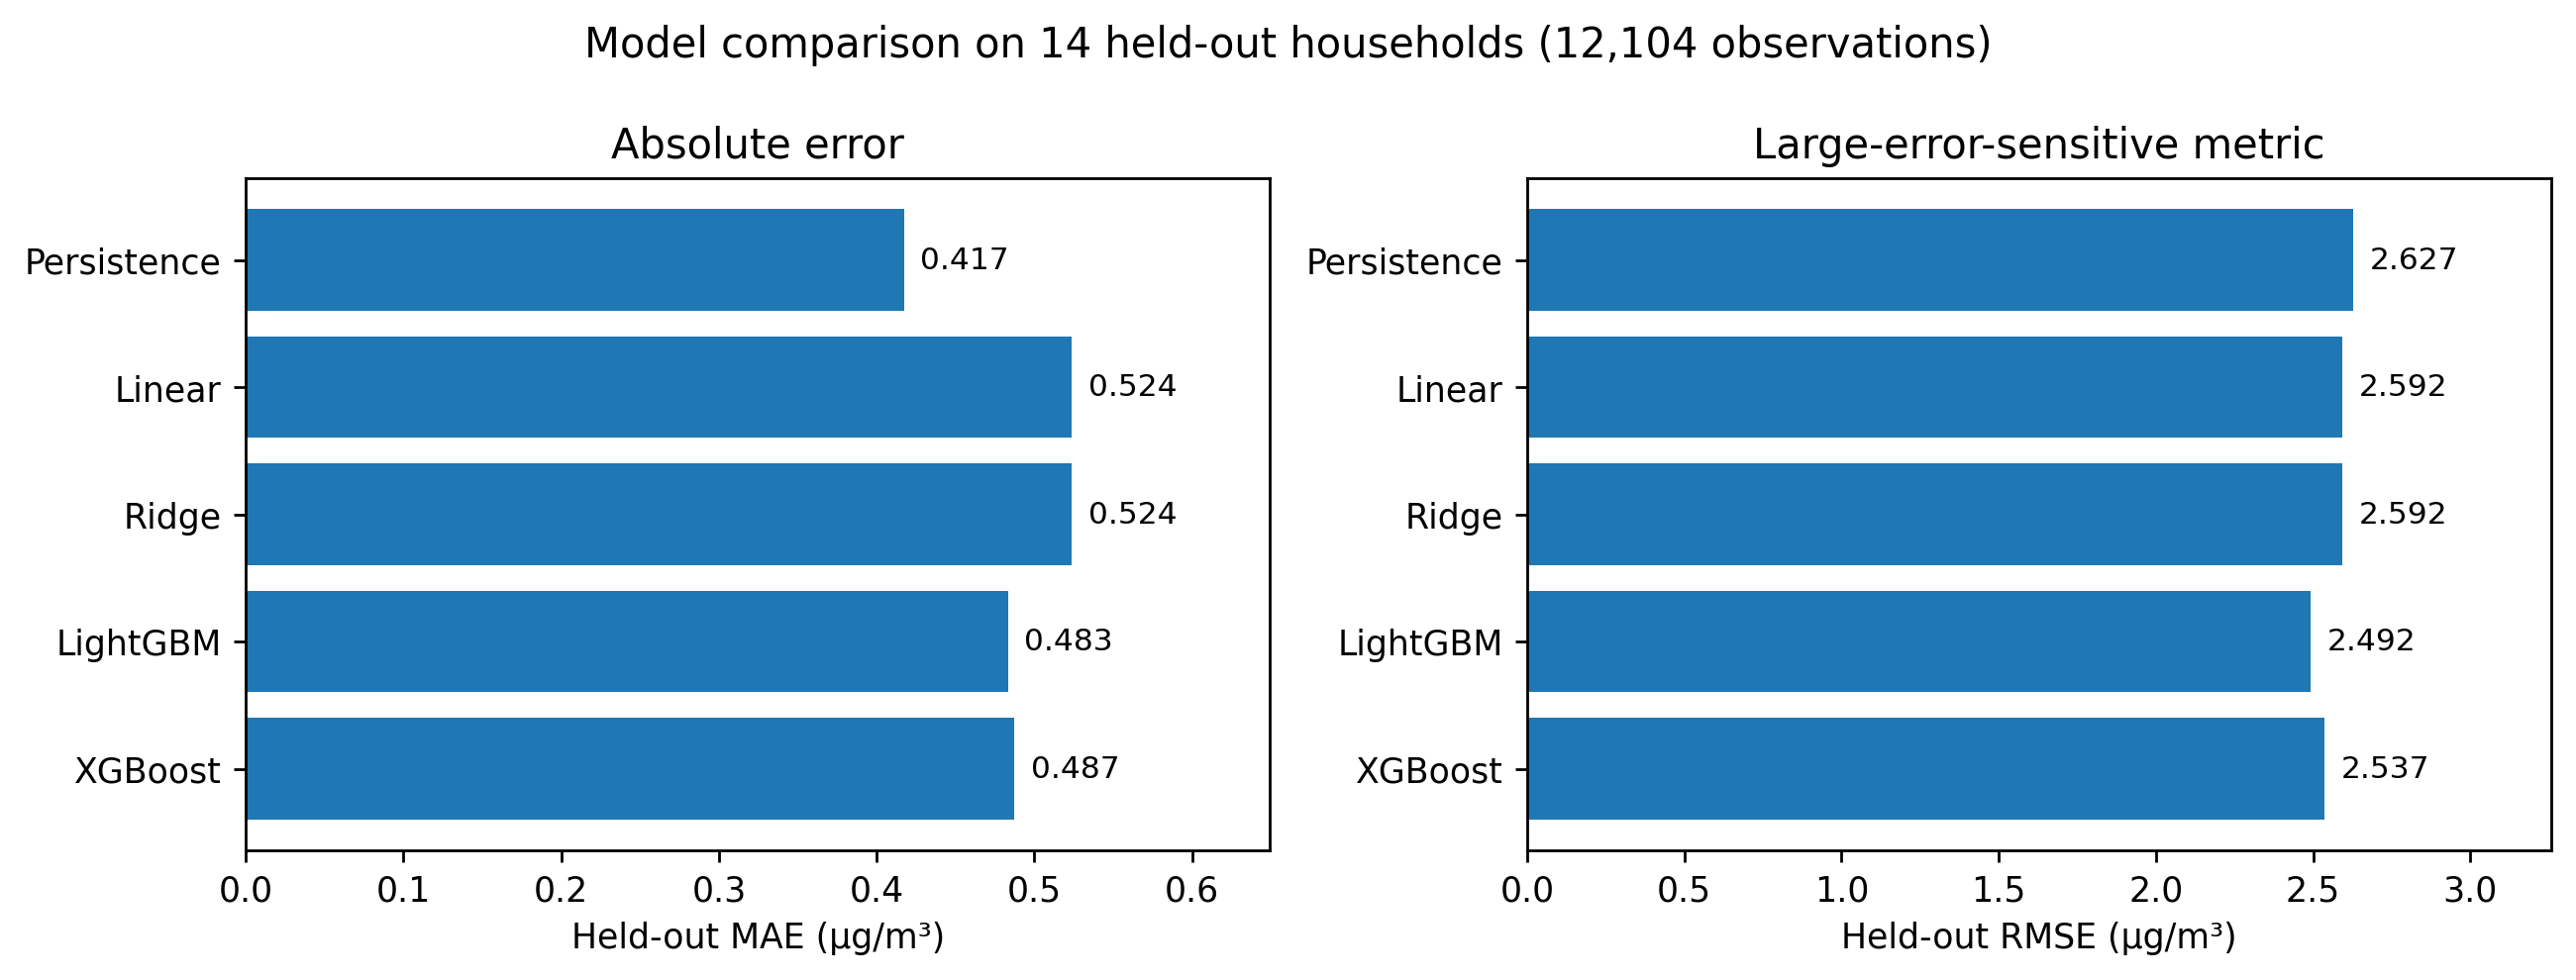 Model comparison on 14 held-out households (12,104 observations)
Absolute error
Persistence
0.417
Linear
0.524
Ridge
0.524
LightGBM
0.483
XGBoost
0.487
0.0 0.1 0.2 0.3 0.4 0.5 0.6
Held-out MAE (µg/m³)
Large-error-sensitive metric
Persistence
2.627
Linear
2.592
Ridge
2.592
LightGBM
2.492
XGBoost
2.537
0.0 0.5 1.0 1.5 2.0 2.5 3.0
Held-out RMSE (µg/m³)